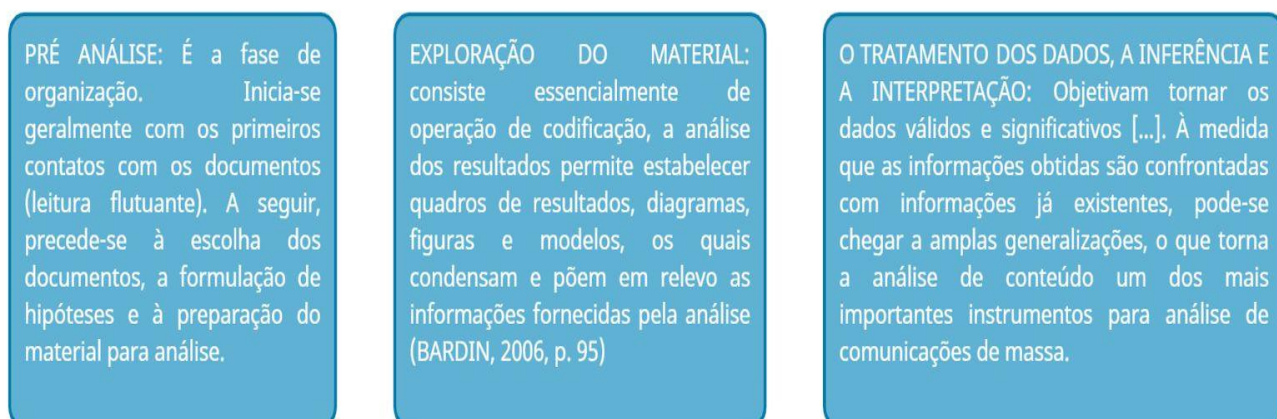 PRÉ ANÁLISE: É a fase de
organização. Inicia-se
geralmente com os primeiros
contatos com os documentos
(leitura flutuante). A seguir,
precede-se à escolha dos
documentos, a formulação de
hipóteses e à preparação do
material para análise.
EXPLORAÇÃO DO MATERIAL:
consiste essencialmente de
operação de codificação, a análise
dos resultados permite estabelecer
quadros de resultados, diagramas,
figuras e modelos, os quais
condensam e põem em relevo as
informações fornecidas pela análise
(BARDIN, 2006, p. 95)
O TRATAMENTO DOS DADOS, A INFERÊNCIA E
A INTERPRETAÇÃO: Objetivam tornar os
dados válidos e significativos [...]. À medida
que as informações obtidas são confrontadas
com informações já existentes, pode-se
chegar a amplas generalizações, o que torna
a análise de conteúdo um dos mais
importantes instrumentos para análise de
comunicações de massa.